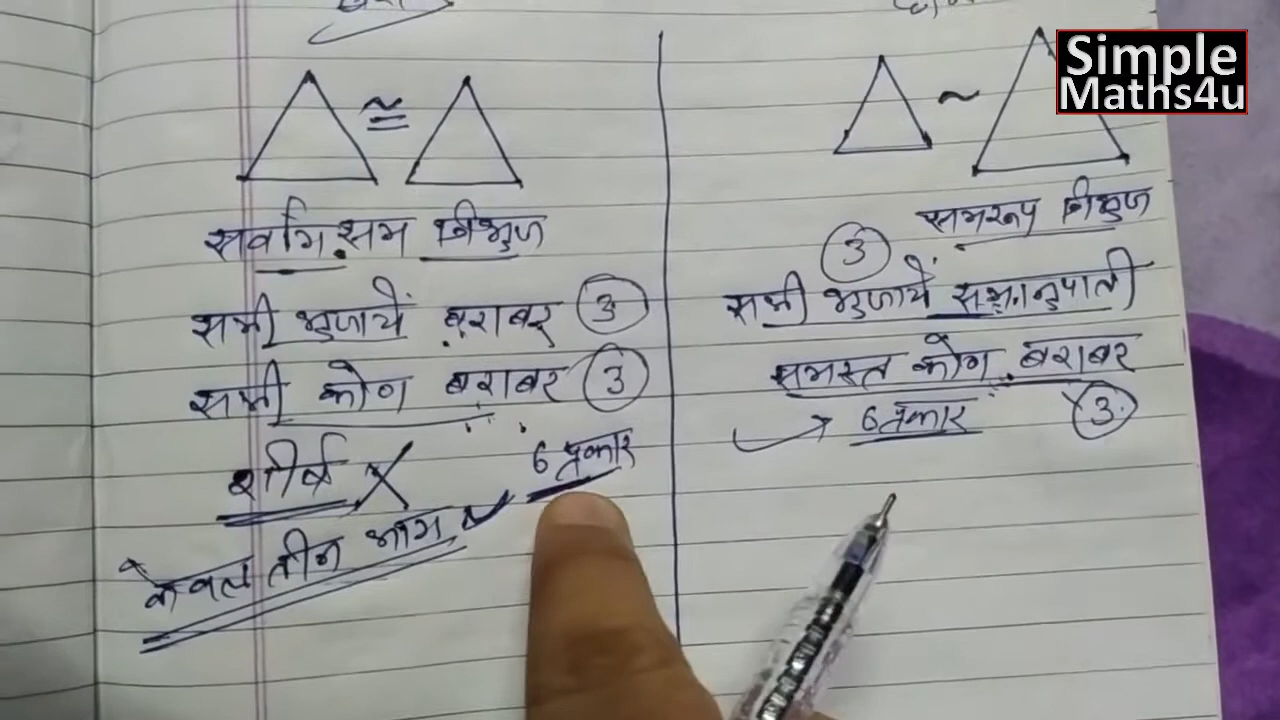 ≅
सर्वांगसम त्रिभुज
सभी भुजायें बराबर ③
सभी कोण बराबर ③
शीर्ष ✗
6 प्रकार
केवल तीन भाग
~
समरूप त्रिभुज
③
सभी भुजायें समानुपाती
समस्त कोण बराबर
6 प्रकार ③
Simple
Maths4u